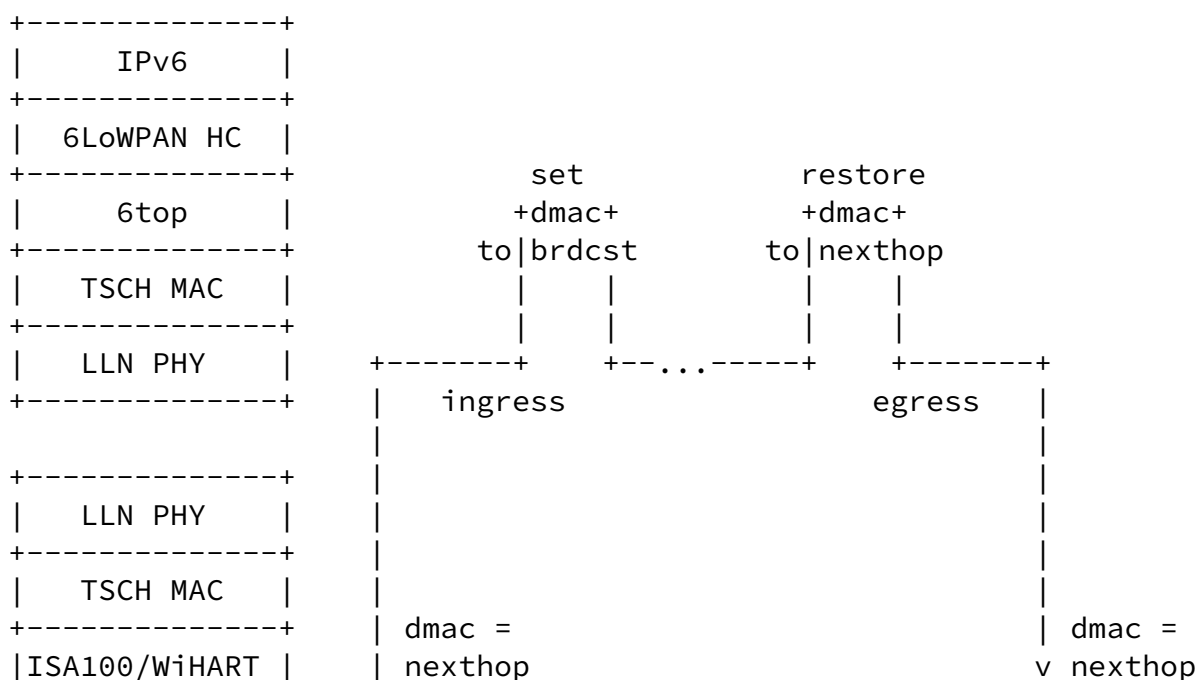 +--------------+
|     IPv6     |
+--------------+
|  6LoWPAN HC  |
+--------------+             set             restore
|     6top     |            +dmac+           +dmac+
+--------------+          to|brdcst       to|nexthop
|   TSCH MAC   |            |    |            |    |
+--------------+            |    |            |    |
|   LLN PHY    |    +-------+    +--...-----+    +-------+
+--------------+    |   ingress                egress   |
                    |                                   |
+--------------+    |                                   |
|   LLN PHY    |    |                                   |
+--------------+    |                                   |
|   TSCH MAC   |    |                                   |
+--------------+    | dmac =                            | dmac =
|ISA100/WiHART |    | nexthop                           v nexthop